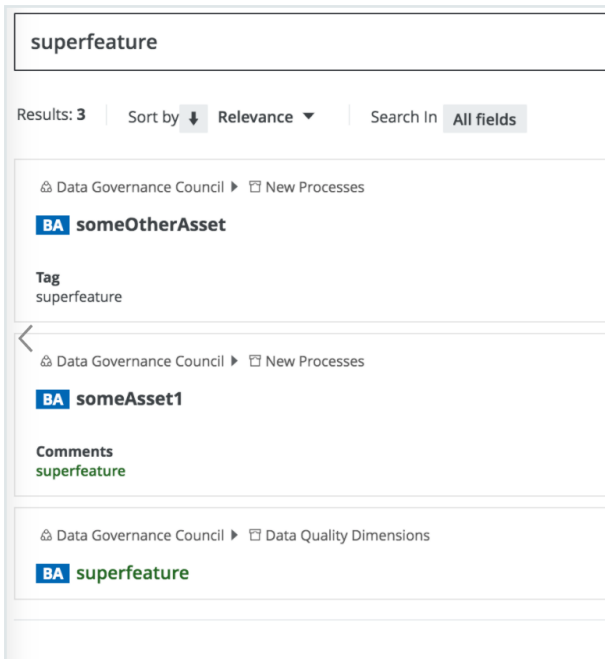 superfeature
Results: 3 Sort by Relevance Search In All fields
Data Governance Council New Processes
BA someOtherAsset
Tag
superfeature
Data Governance Council New Processes
BA someAsset1
Comments
superfeature
Data Governance Council Data Quality Dimensions
BA superfeature